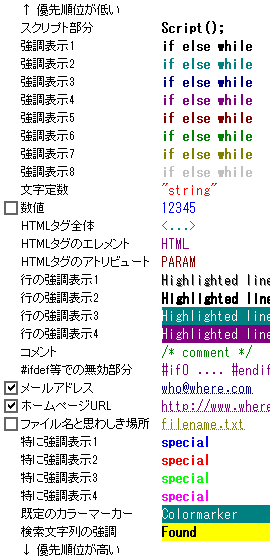 ↑ 優先順位が低い
スクリプト部分 Script();
強調表示1 if else while
強調表示2 if else while
強調表示3 if else while
強調表示4 if else while
強調表示5 if else while
強調表示6 if else while
強調表示7 if else while
強調表示8 if else while
文字定数 "string"
数値 12345
HTMLタグ全体 <...>
HTMLタグのエレメント HTML
HTMLタグのアトリビュート PARAM
行の強調表示1 Highlighted line
行の強調表示2 Highlighted line
行の強調表示3 Highlighted line
行の強調表示4 Highlighted line
コメント /* comment */
#ifdef等での無効部分 #if0 .... #endif
メールアドレス who@where.com
ホームページURL http://www.where
ファイル名と思わしき場所 filename.txt
特に強調表示1 special
特に強調表示2 special
特に強調表示3 special
特に強調表示4 special
既定のカラーマーカー Colormarker
検索文字列の強調 Found
↓ 優先順位が高い